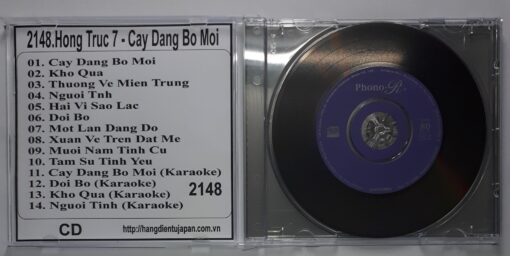 2148.Hong Truc 7 - Cay Dang Bo Moi
01. Cay Dang Bo Moi
02. Kho Qua
03. Thuong Ve Mien Trung
04. Nguoi Tnh
05. Hai Vi Sao Lac
06. Doi Bo
07. Mot Lan Dang Do
08. Xuan Ve Tren Dat Me
09. Muoi Nam Tinh Cu
10. Tam Su Tinh Yeu
11. Cay Dang Bo Moi (Karaoke)
12. Doi Bo (Karaoke)
13. Kho Qua (Karaoke)
14. Nguoi Tinh (Karaoke)
2148
CD
http://hangdientujapan.com.vn
Phono-R
80